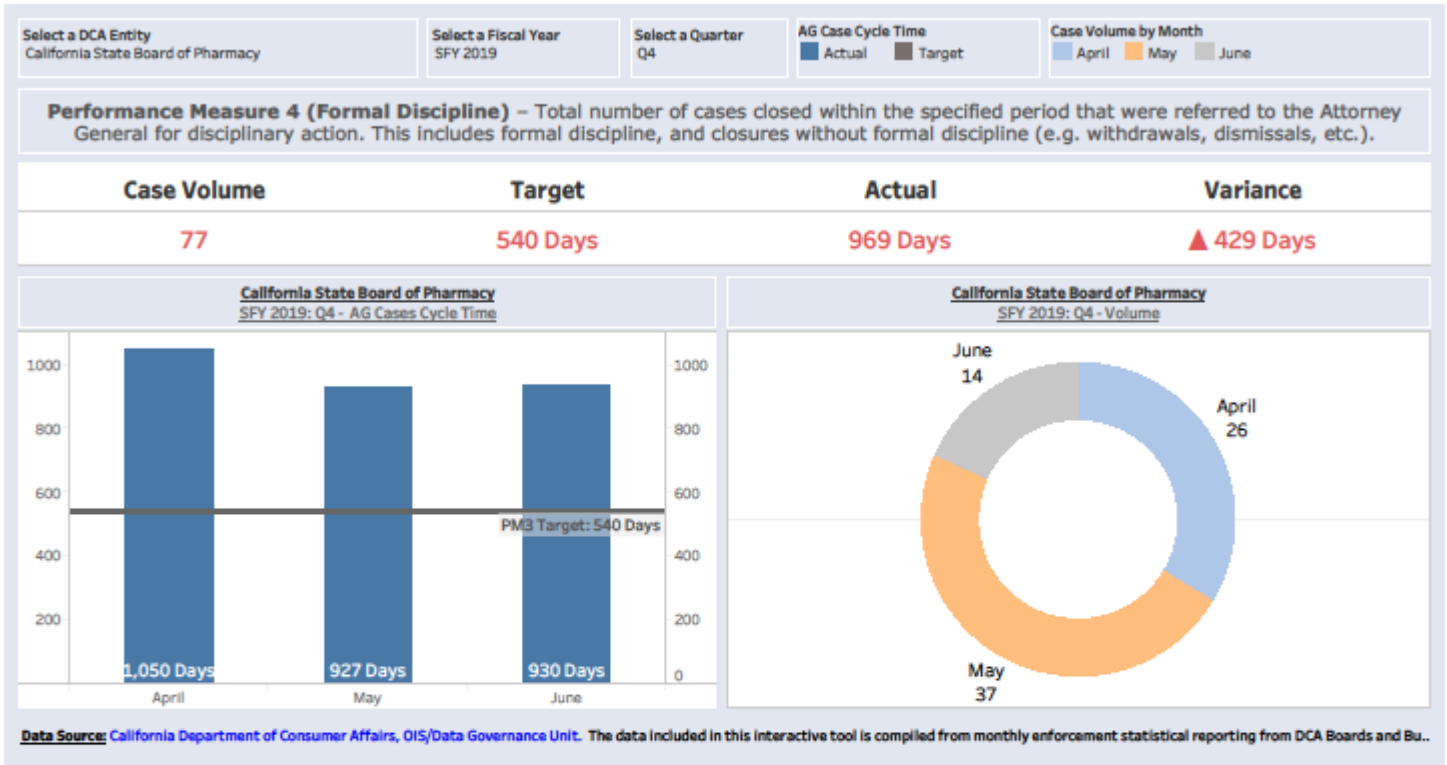 Select a DCA Entity
California State Board of Pharmacy
Select a Fiscal Year
SFY 2019
Select a Quarter
Q4
AG Case Cycle Time
Actual Target
Case Volume by Month
April May June
Performance Measure 4 (Formal Discipline) – Total number of cases closed within the specified period that were referred to the Attorney
General for disciplinary action. This includes formal discipline, and closures without formal discipline (e.g. withdrawals, dismissals, etc.).
Case Volume Target Actual Variance
77 540 Days 969 Days ▲ 429 Days
California State Board of Pharmacy
SFY 2019: Q4 - AG Cases Cycle Time
1000 1000
800 800
600 600
PM3 Target: 540 Days
400 400
200 200
1,050 Days 927 Days 930 Days 0
April May June
California State Board of Pharmacy
SFY 2019: Q4 - Volume
June
14
April
26
May
37
Data Source: California Department of Consumer Affairs, OIS/Data Governance Unit. The data included in this interactive tool is compiled from monthly enforcement statistical reporting from DCA Boards and Bu..